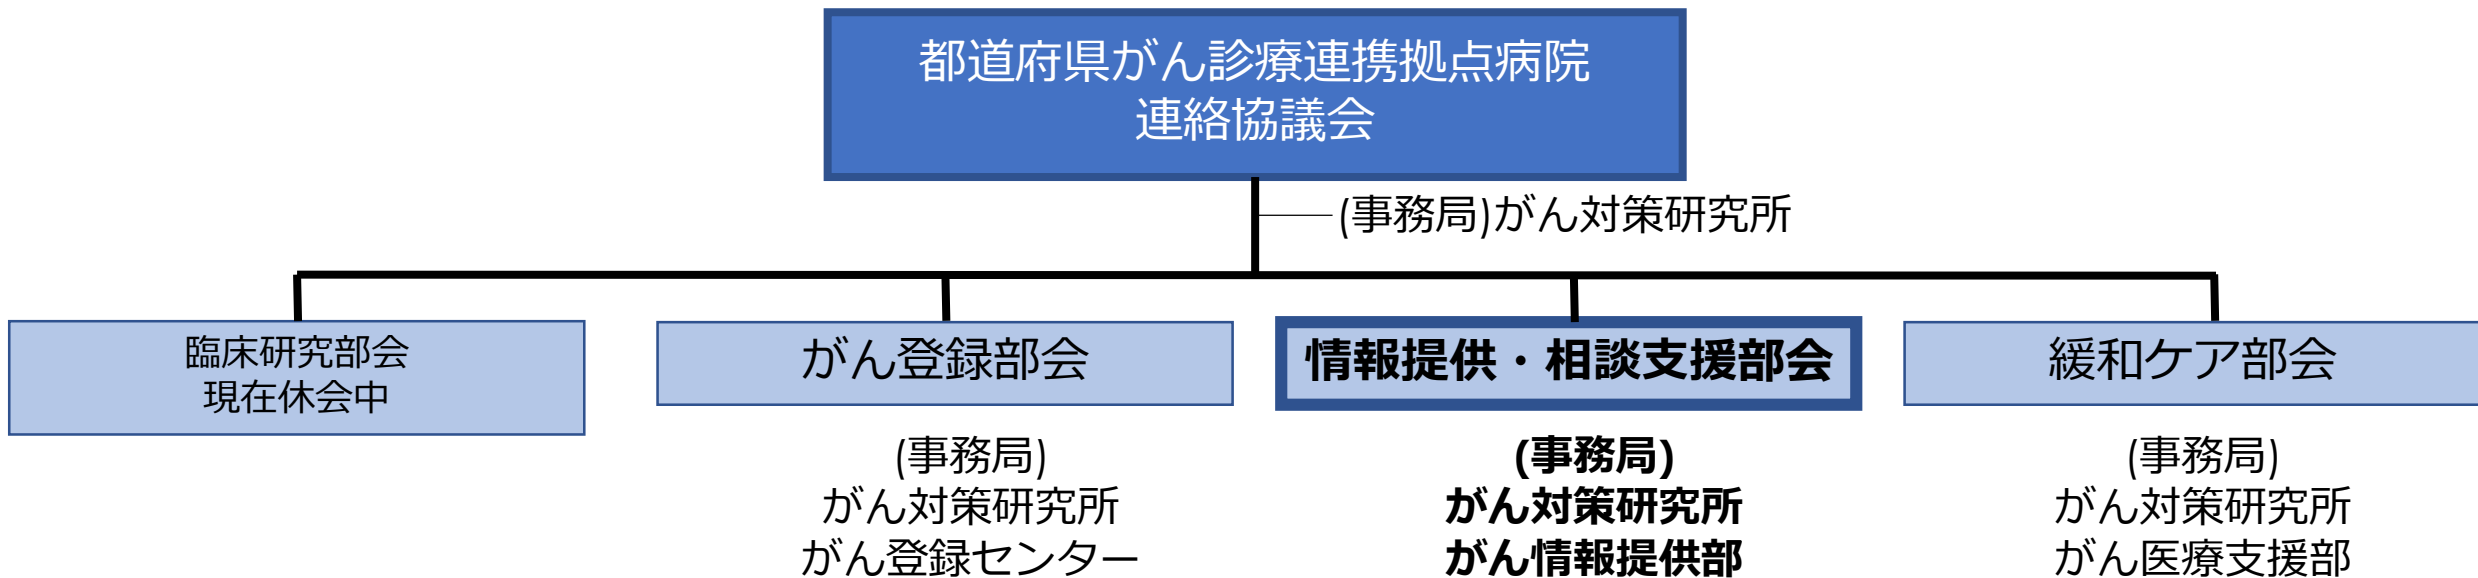 都道府県がん診療連携拠点病院
連絡協議会
(事務局)がん対策研究所
臨床研究部会
現在休会中
がん登録部会
(事務局)
がん対策研究所
がん登録センター
情報提供・相談支援部会
(事務局)
がん対策研究所
がん情報提供部
緩和ケア部会
(事務局)
がん対策研究所
がん医療支援部